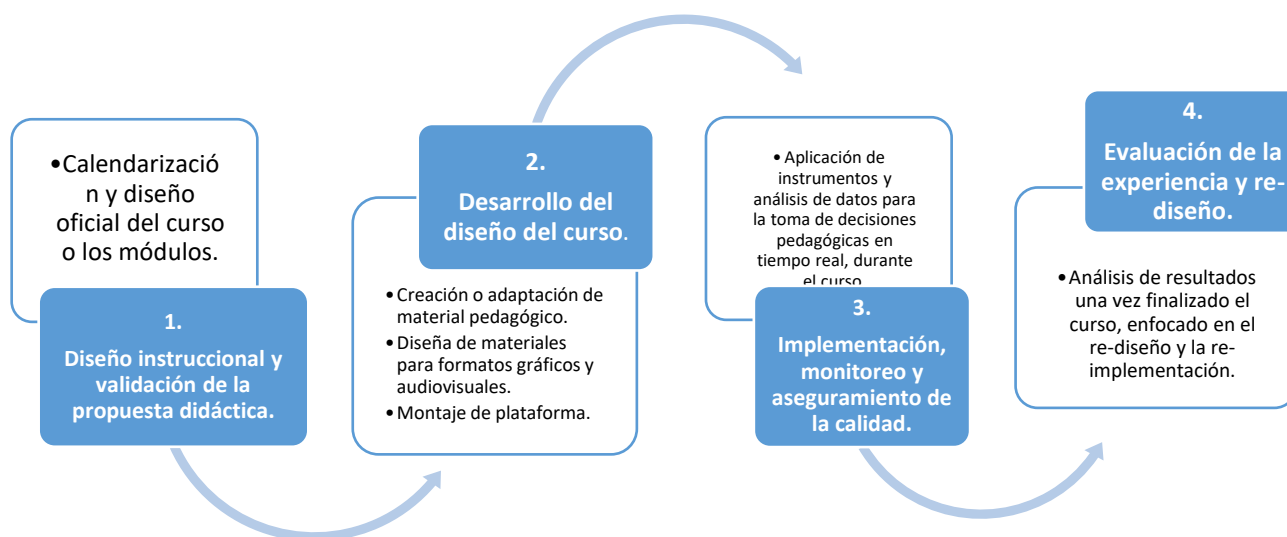 •Calendarizació
n y diseño
oficial del curso
o los módulos.
1.
Diseño instruccional y
validación de la
propuesta didáctica.
2.
Desarrollo del
diseño del curso.
•Creación o adaptación de
material pedagógico.
•Diseña de materiales
para formatos gráficos y
audiovisuales.
•Montaje de plataforma.
•Aplicación de
instrumentos y
análisis de datos para
la toma de decisiones
pedagógicas en
tiempo real, durante
el curso
3.
Implementación,
monitoreo y
aseguramiento de
la calidad.
4.
Evaluación de la
experiencia y re-
diseño.
•Análisis de resultados
una vez finalizado el
curso, enfocado en el
re-diseño y la re-
implementación.